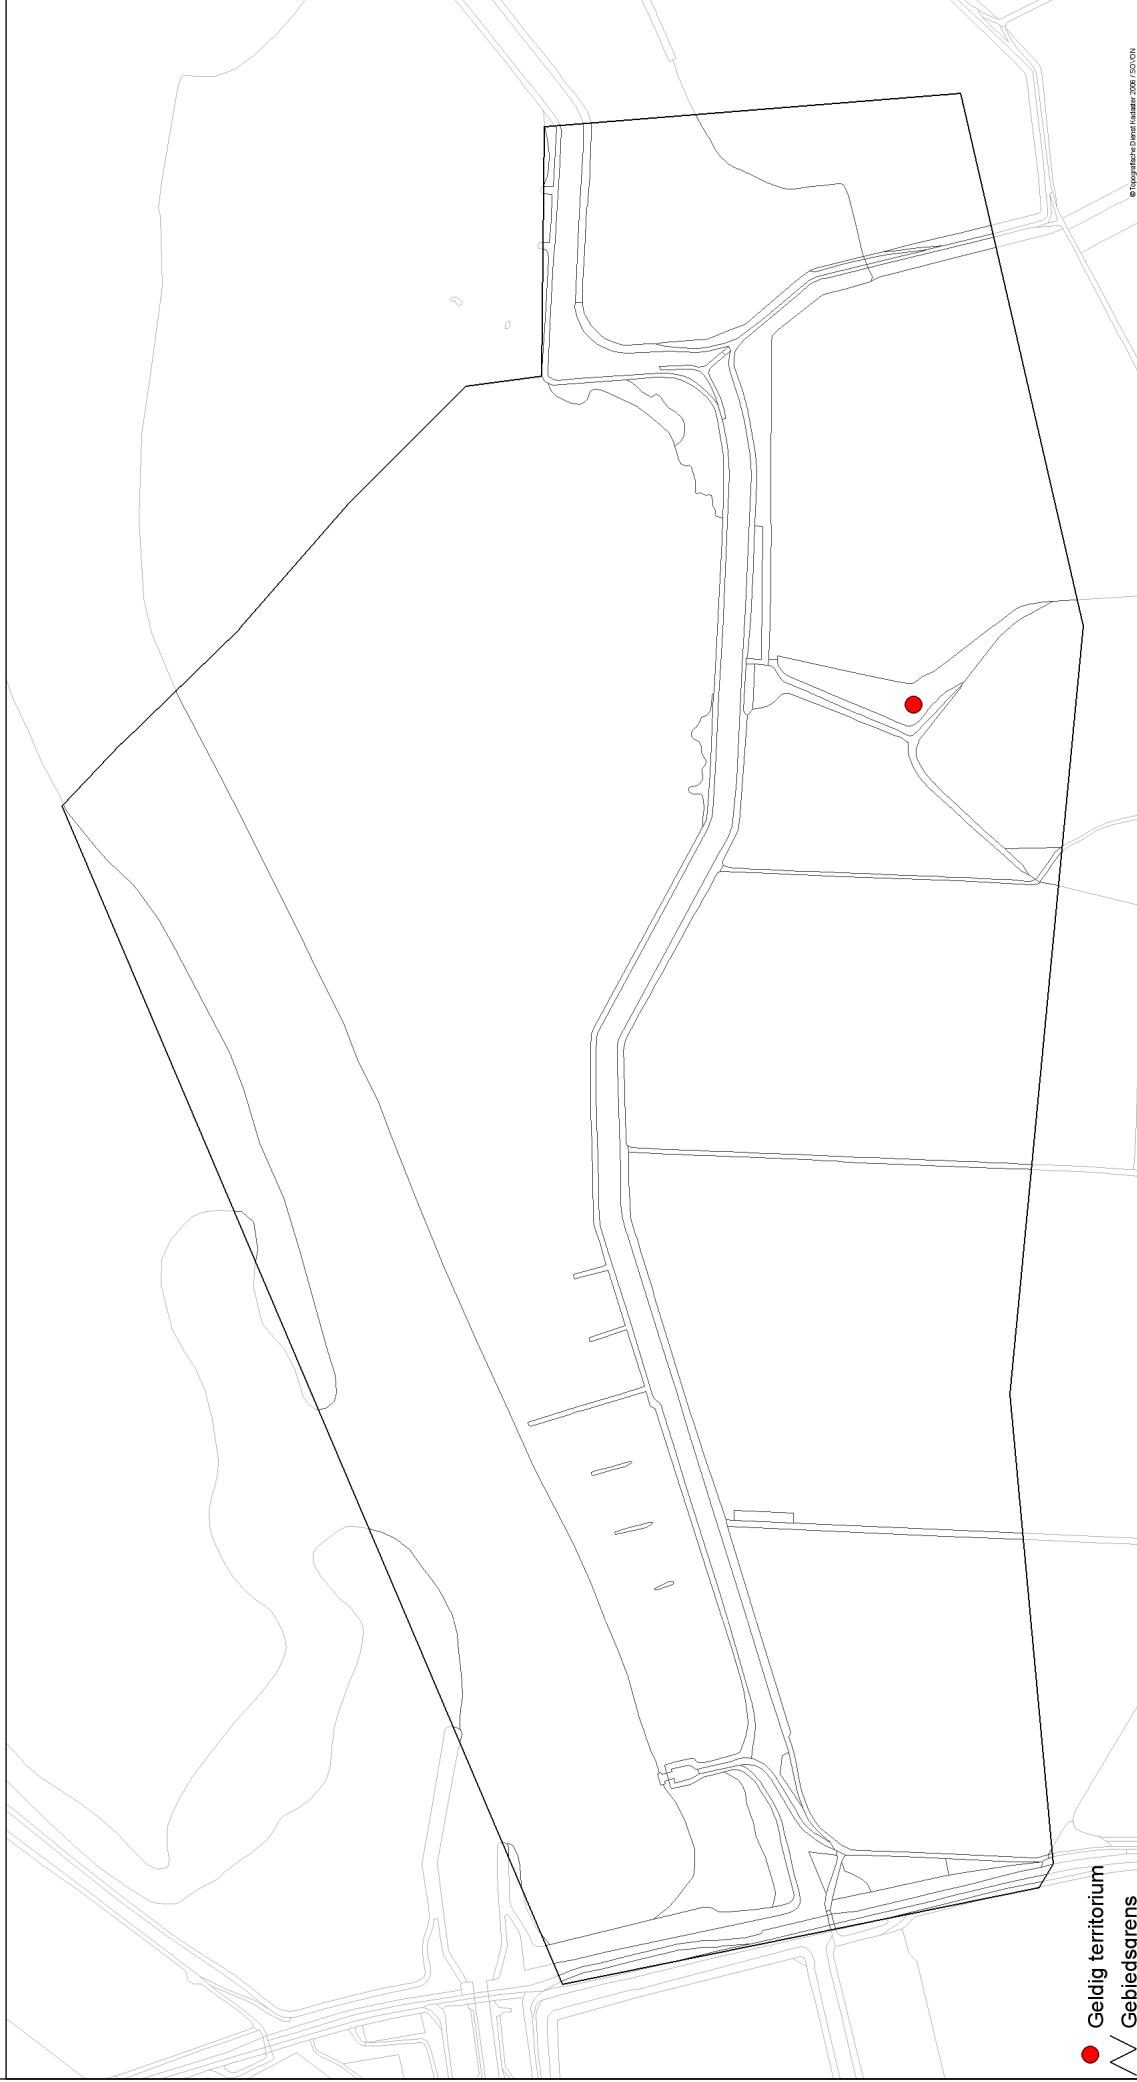 © Topografische Dienst Kadaster 2006 / SOVON
Geldig territorium
Gebiedsgrens